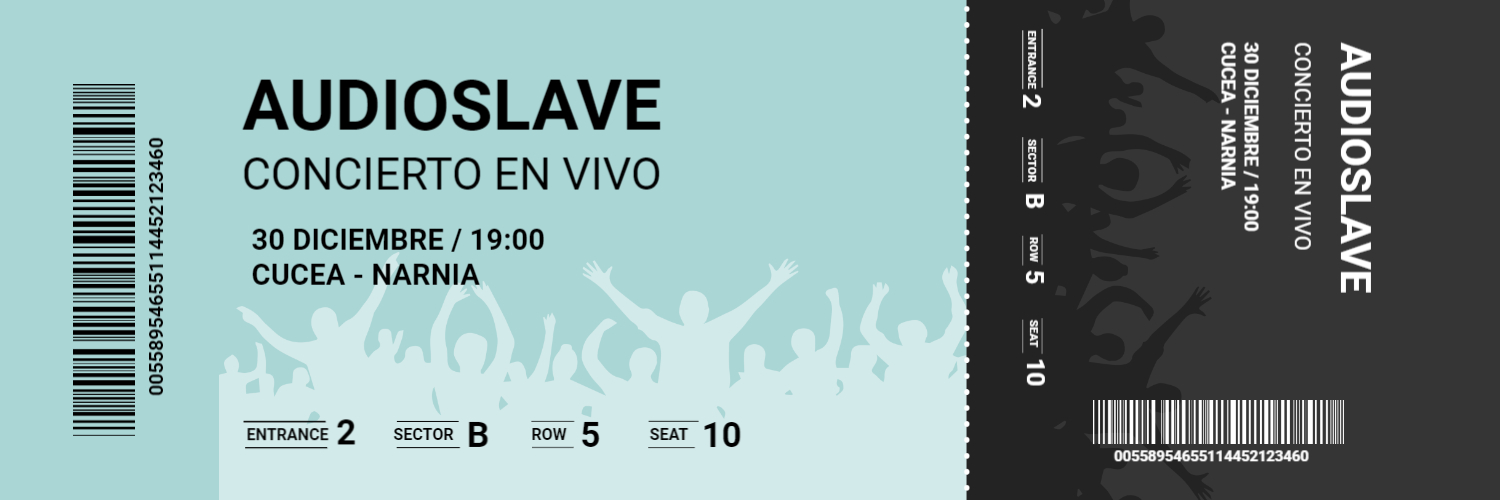 00558954655114452123460
AUDIOSLAVE
CONCIERTO EN VIVO
30 DICIEMBRE / 19:00
CUCEA - NARNIA
ENTRANCE 2
SECTOR B
ROW 5
SEAT 10
AUDIOSLAVE
CONCIERTO EN VIVO
30 DICIEMBRE / 19:00
CUCEA - NARNIA
ENTRANCE 2
SECTOR B
ROW 5
SEAT 10
00558954655114452123460